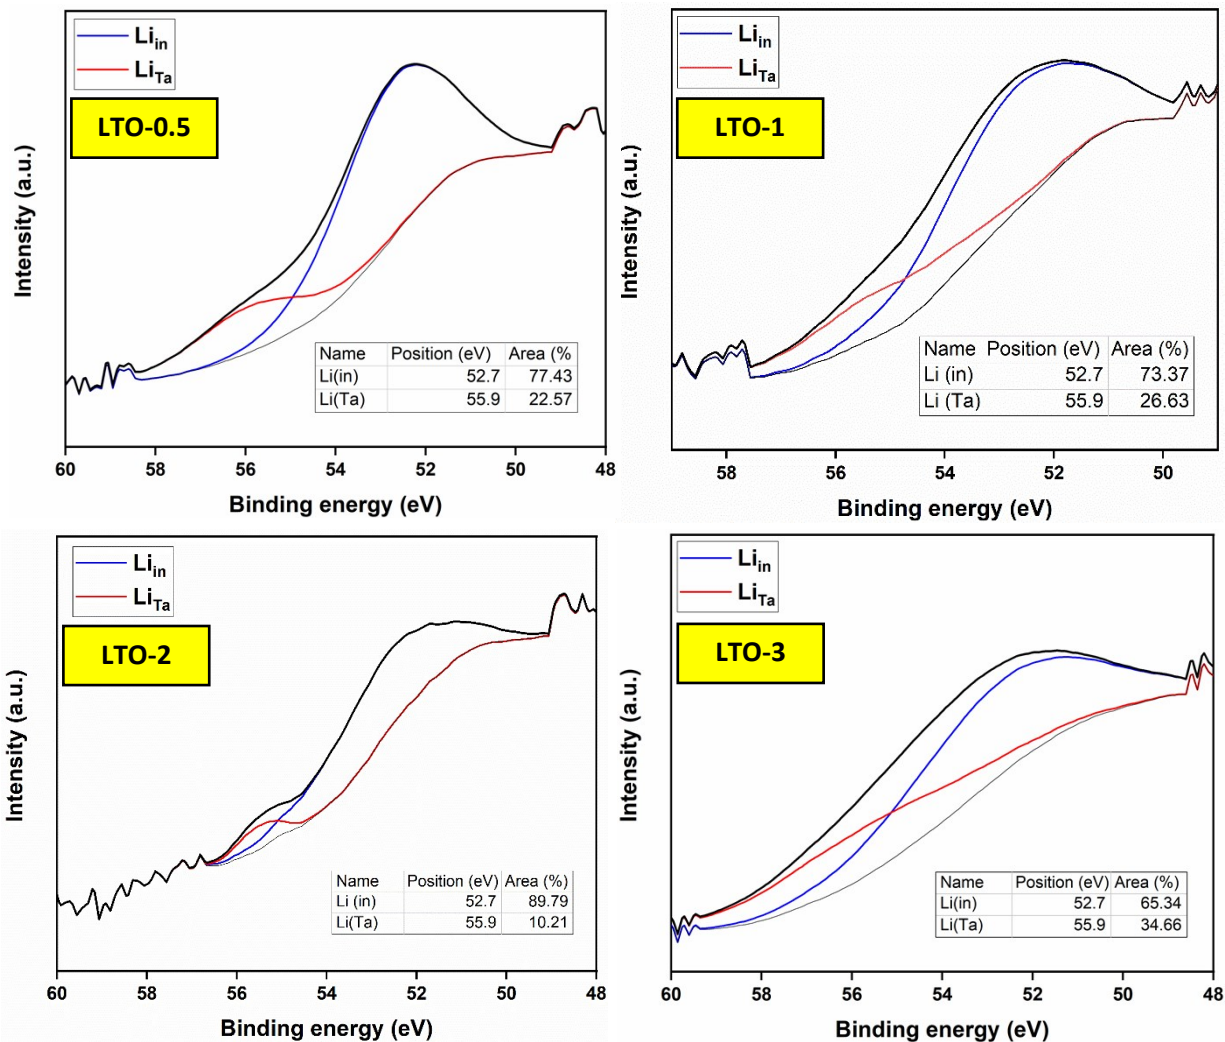 Li_in
Li_Ta
LTO-0.5
Intensity (a.u.)
Name Position (eV) Area (%)
Li(in) 52.7 77.43
Li(Ta) 55.9 22.57
60 58 56 54 52 50 48
Binding energy (eV)
Li_in
Li_Ta
LTO-1
Intensity (a.u.)
Name Position (eV) Area (%)
Li (in) 52.7 73.37
Li (Ta) 55.9 26.63
58 56 54 52 50
Binding energy (eV)
Li_in
Li_Ta
LTO-2
Intensity (a.u.)
Name Position (eV) Area (%)
Li (in) 52.7 89.79
Li(Ta) 55.9 10.21
60 58 56 54 52 50 48
Binding energy (eV)
Li_in
Li_Ta
LTO-3
Intensity (a.u.)
Name Position (eV) Area (%)
Li(in) 52.7 65.34
Li(Ta) 55.9 34.66
60 58 56 54 52 50 48
Binding energy (eV)